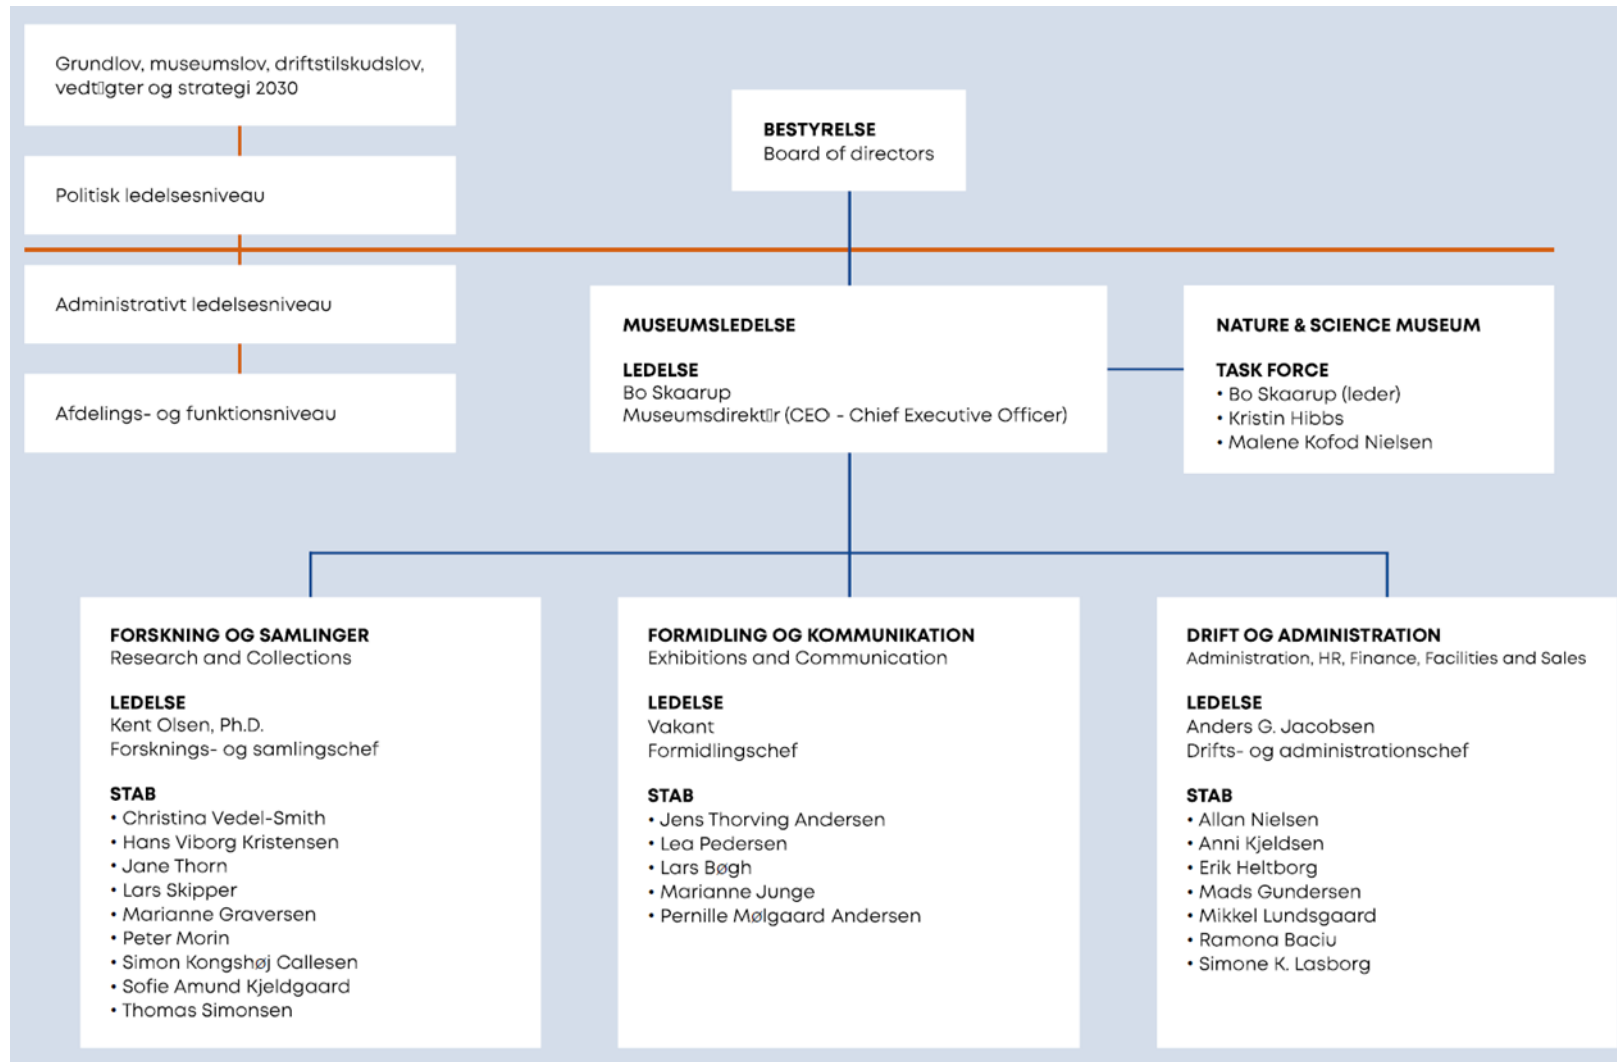 Grundlov, museumslov, driftstilskudslov,
vedt▯gter og strategi 2030
Politisk ledelsesniveau
Administrativt ledelsesniveau
Afdelings- og funktionsniveau
BESTYRELSE
Board of directors
MUSEUMSLEDELSE
LEDELSE
Bo Skaarup
Museumsdirekt▯r (CEO - Chief Executive Officer)
NATURE & SCIENCE MUSEUM
TASK FORCE
• Bo Skaarup (leder)
• Kristin Hibbs
• Malene Kofod Nielsen
FORSKNING OG SAMLINGER
Research and Collections
LEDELSE
Kent Olsen, Ph.D.
Forsknings- og samlingschef
STAB
• Christina Vedel-Smith
• Hans Viborg Kristensen
• Jane Thorn
• Lars Skipper
• Marianne Graversen
• Peter Morin
• Simon Kongshøj Callesen
• Sofie Amund Kjeldgaard
• Thomas Simonsen
FORMIDLING OG KOMMUNIKATION
Exhibitions and Communication
LEDELSE
Vakant
Formidlingschef
STAB
• Jens Thorving Andersen
• Lea Pedersen
• Lars Bøgh
• Marianne Junge
• Pernille Mølgaard Andersen
DRIFT OG ADMINISTRATION
Administration, HR, Finance, Facilities and Sales
LEDELSE
Anders G. Jacobsen
Drifts- og administrationschef
STAB
• Allan Nielsen
• Anni Kjeldsen
• Erik Heltborg
• Mads Gundersen
• Mikkel Lundsgaard
• Ramona Baciu
• Simone K. Lasborg